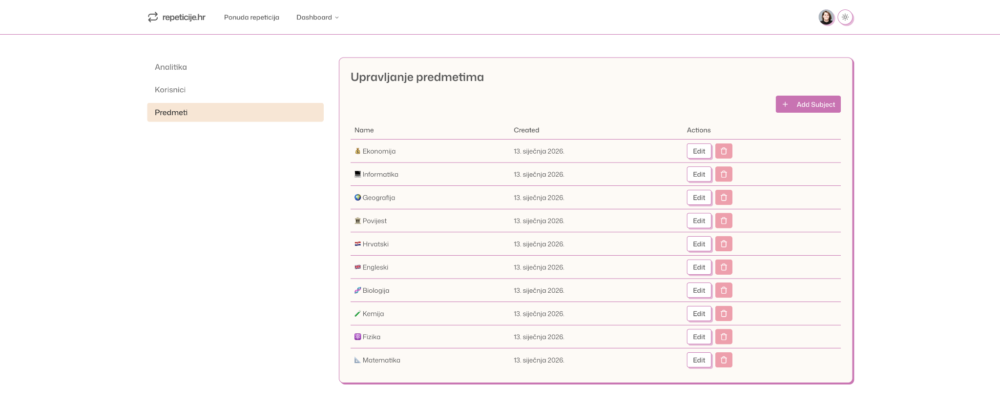 repeticije.hr Ponuda repeticija Dashboard
Analitika
Korisnici
Predmeti
Upravljanje predmetima
+ Add Subject
Name Created Actions
💰 Ekonomija 13. siječnja 2026. Edit
💻 Informatika 13. siječnja 2026. Edit
🌍 Geografija 13. siječnja 2026. Edit
🏛️ Povijest 13. siječnja 2026. Edit
🇭🇷 Hrvatski 13. siječnja 2026. Edit
🇬🇧 Engleski 13. siječnja 2026. Edit
🧬 Biologija 13. siječnja 2026. Edit
🧪 Kemija 13. siječnja 2026. Edit
⚛️ Fizika 13. siječnja 2026. Edit
📐 Matematika 13. siječnja 2026. Edit